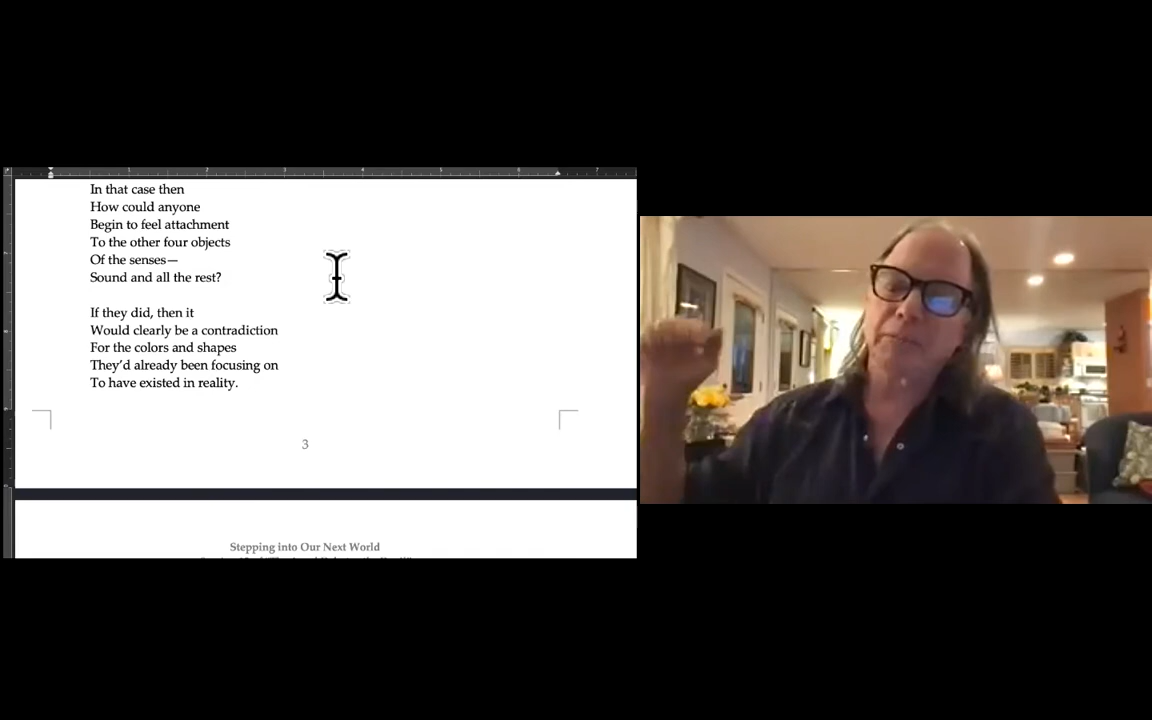 In that case then
How could anyone
Begin to feel attachment
To the other four objects
Of the senses—
Sound and all the rest?
If they did, then it
Would clearly be a contradiction
For the colors and shapes
They’d already been focusing on
To have existed in reality.
3
Stepping into Our Next World